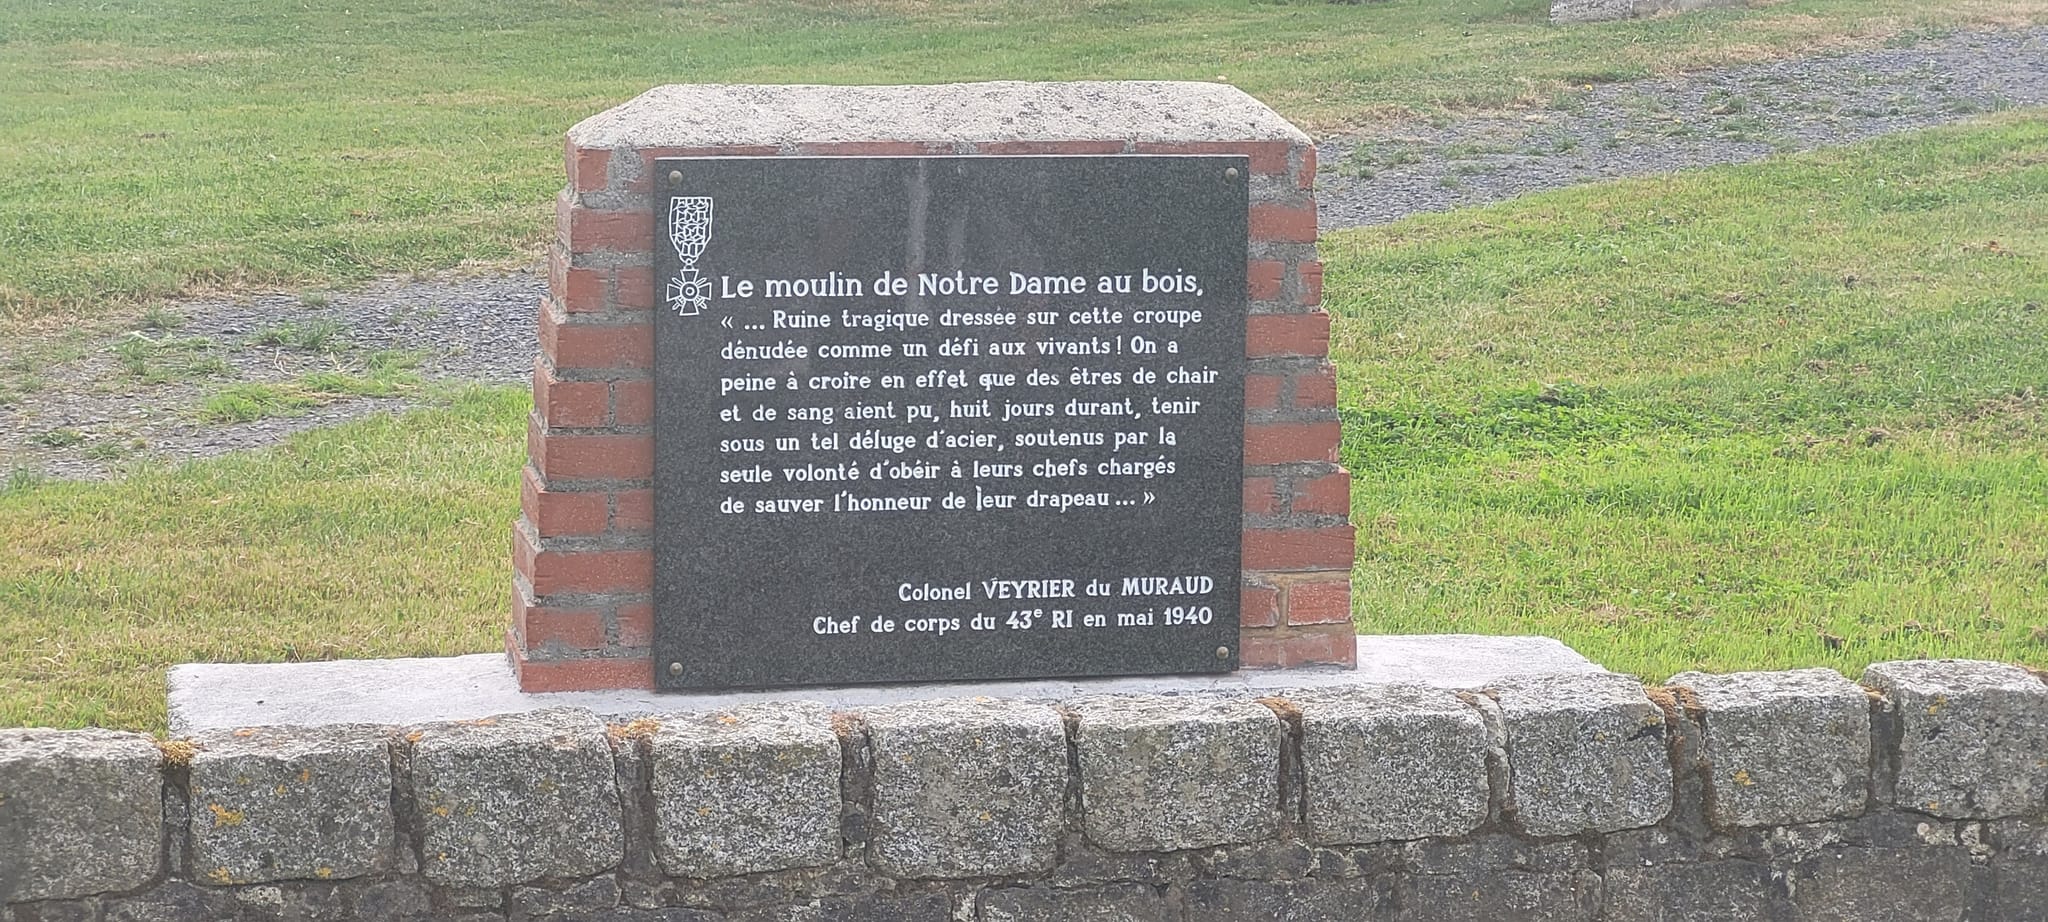 Le moulin de Notre Dame au bois,
« ... Ruine tragique dressée sur cette croupe
dénudée comme un défi aux vivants ! On a
peine à croire en effet que des êtres de chair
et de sang aient pu, huit jours durant, tenir
sous un tel déluge d'acier, soutenus par la
seule volonté d'obéir à leurs chefs chargés
de sauver l'honneur de leur drapeau ... »
Colonel VEYRIER du MURAUD
Chef de corps du 43e RI en mai 1940